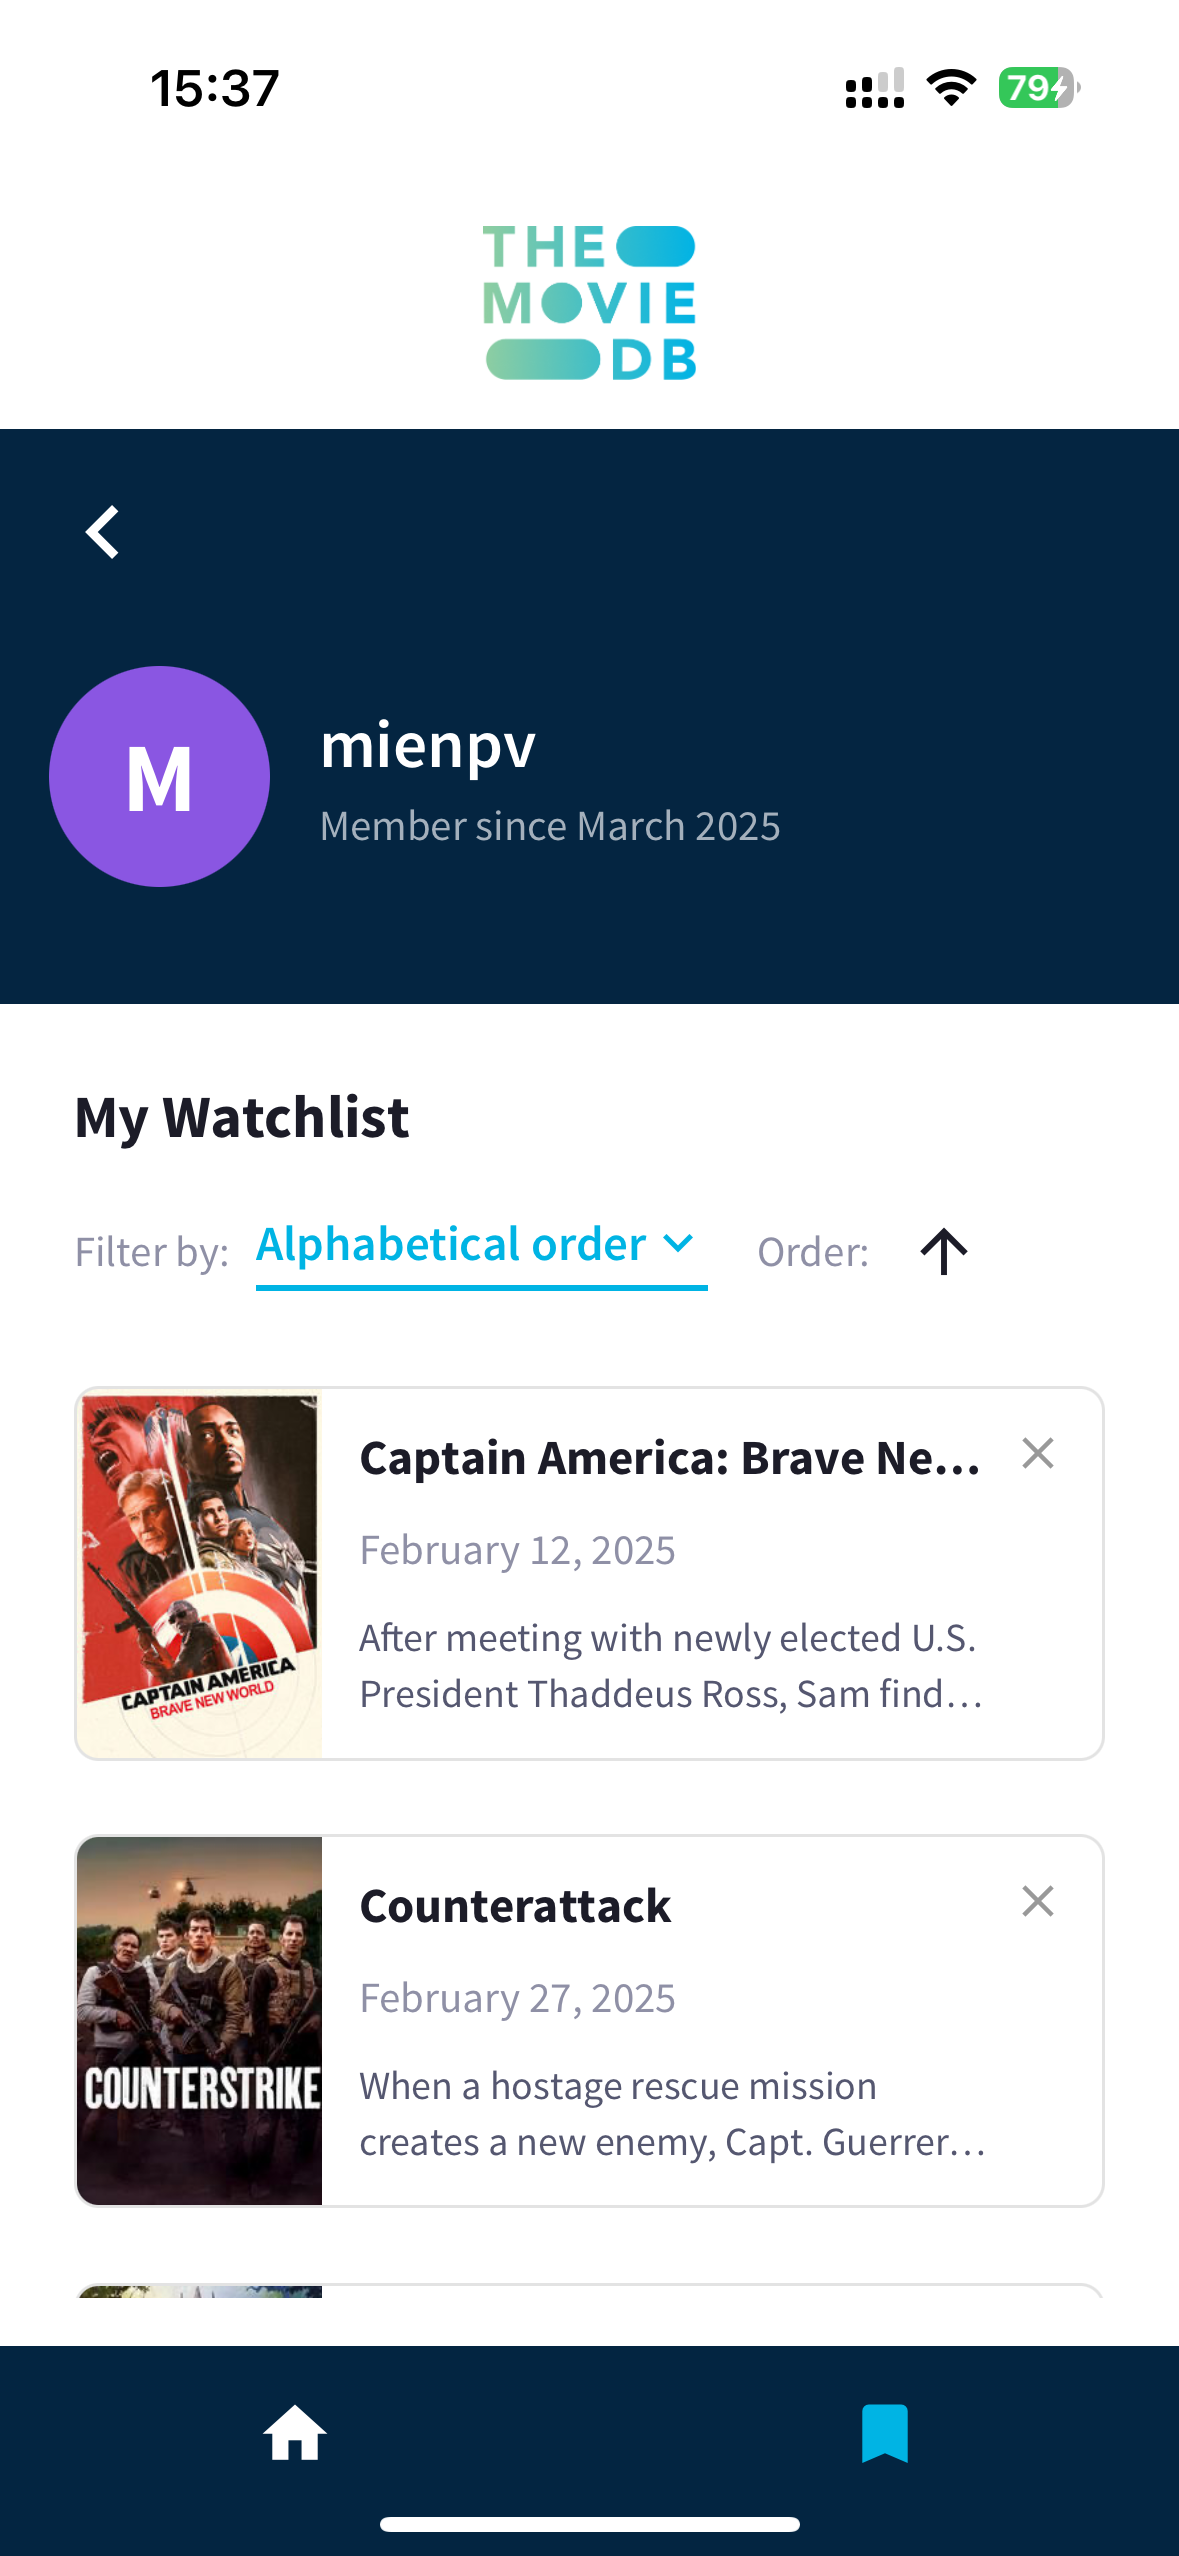 15:37
79
THE
MOVIE
DB
M
mienpv
Member since March 2025
My Watchlist
Filter by: Alphabetical order Order:
CAPTAIN AMERICA
BRAVE NEW WORLD
Captain America: Brave Ne...
February 12, 2025
After meeting with newly elected U.S.
President Thaddeus Ross, Sam find...
COUNTERSTRIKE
Counterattack
February 27, 2025
When a hostage rescue mission
creates a new enemy, Capt. Guerrer...